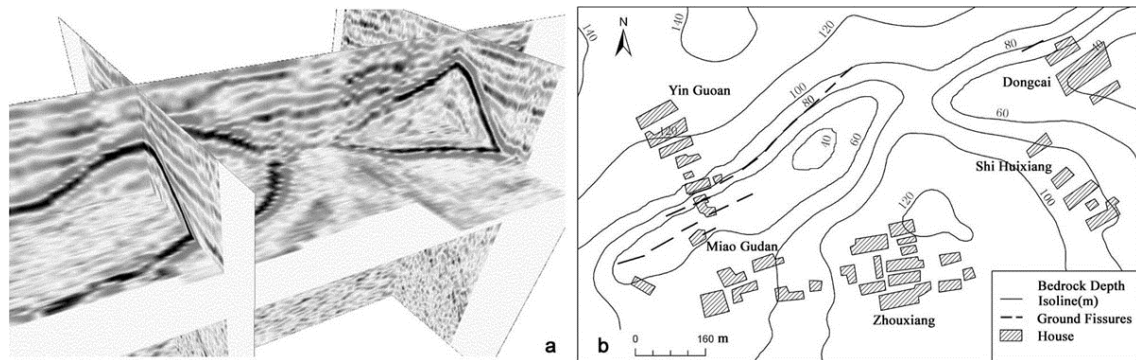 a
N
140
140
120
100
80
80
40
Dongcai
Yin Guoan
120
60
60
40
Shi Huixiang
100
120
Miao Gudan
Zhouxiang
0
160 m
Bedrock Depth
Isoline(m)
Ground Fissures
House
b